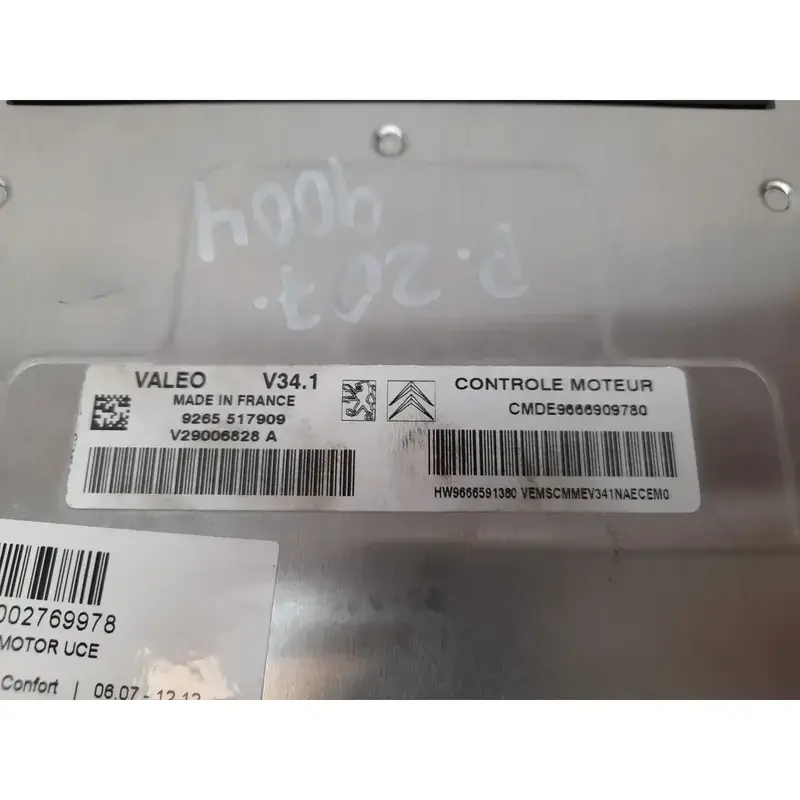 P. 207.
9004
VALEO V34.1
MADE IN FRANCE
9265 517909
V29006828 A
CONTROLE MOTEUR
CMDE9666909780
HW9666591380 VEMSCMMEV341NAECEM0
002769978
MOTOR UCE
Confort | 06.07 - 12.12